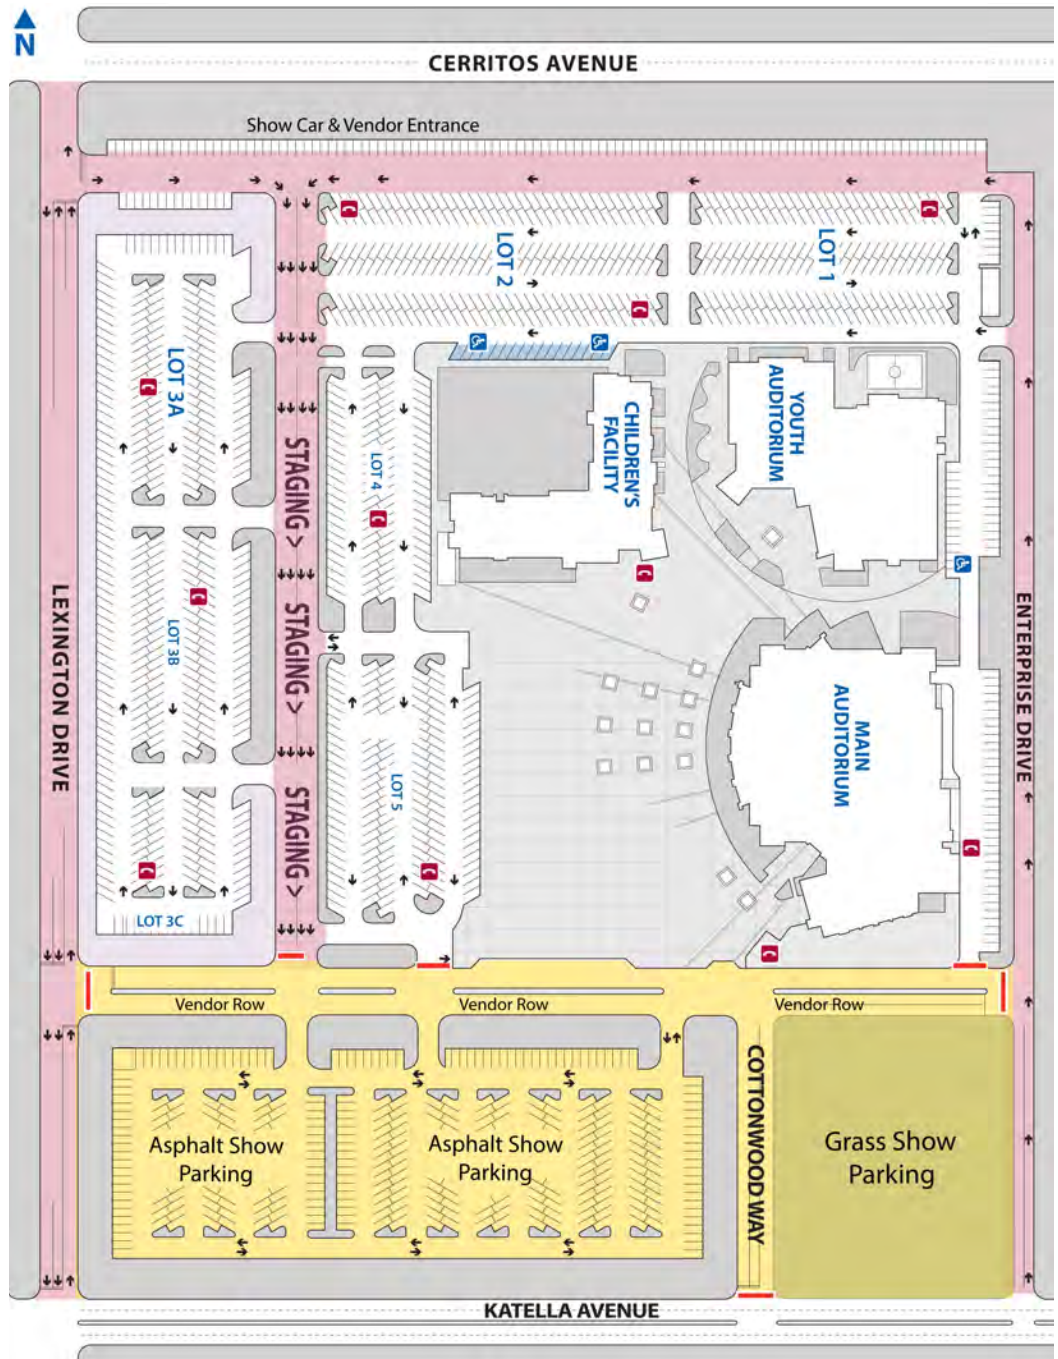 N
CERRITOS AVENUE
Show Car & Vendor Entrance
LOT 2
LOT 1
LOT 3A
STAGING >
LOT 4
CHILDREN'S
FACILITY
YOUTH
AUDITORIUM
LEXINGTON DRIVE
LOT 3B
STAGING >
ENTERPRISE DRIVE
MAIN
AUDITORIUM
STAGING >
LOT 5
LOT 3C
Vendor Row
Vendor Row
Vendor Row
COTTONWOOD WAY
Asphalt Show
Parking
Asphalt Show
Parking
Grass Show
Parking
KATELLA AVENUE